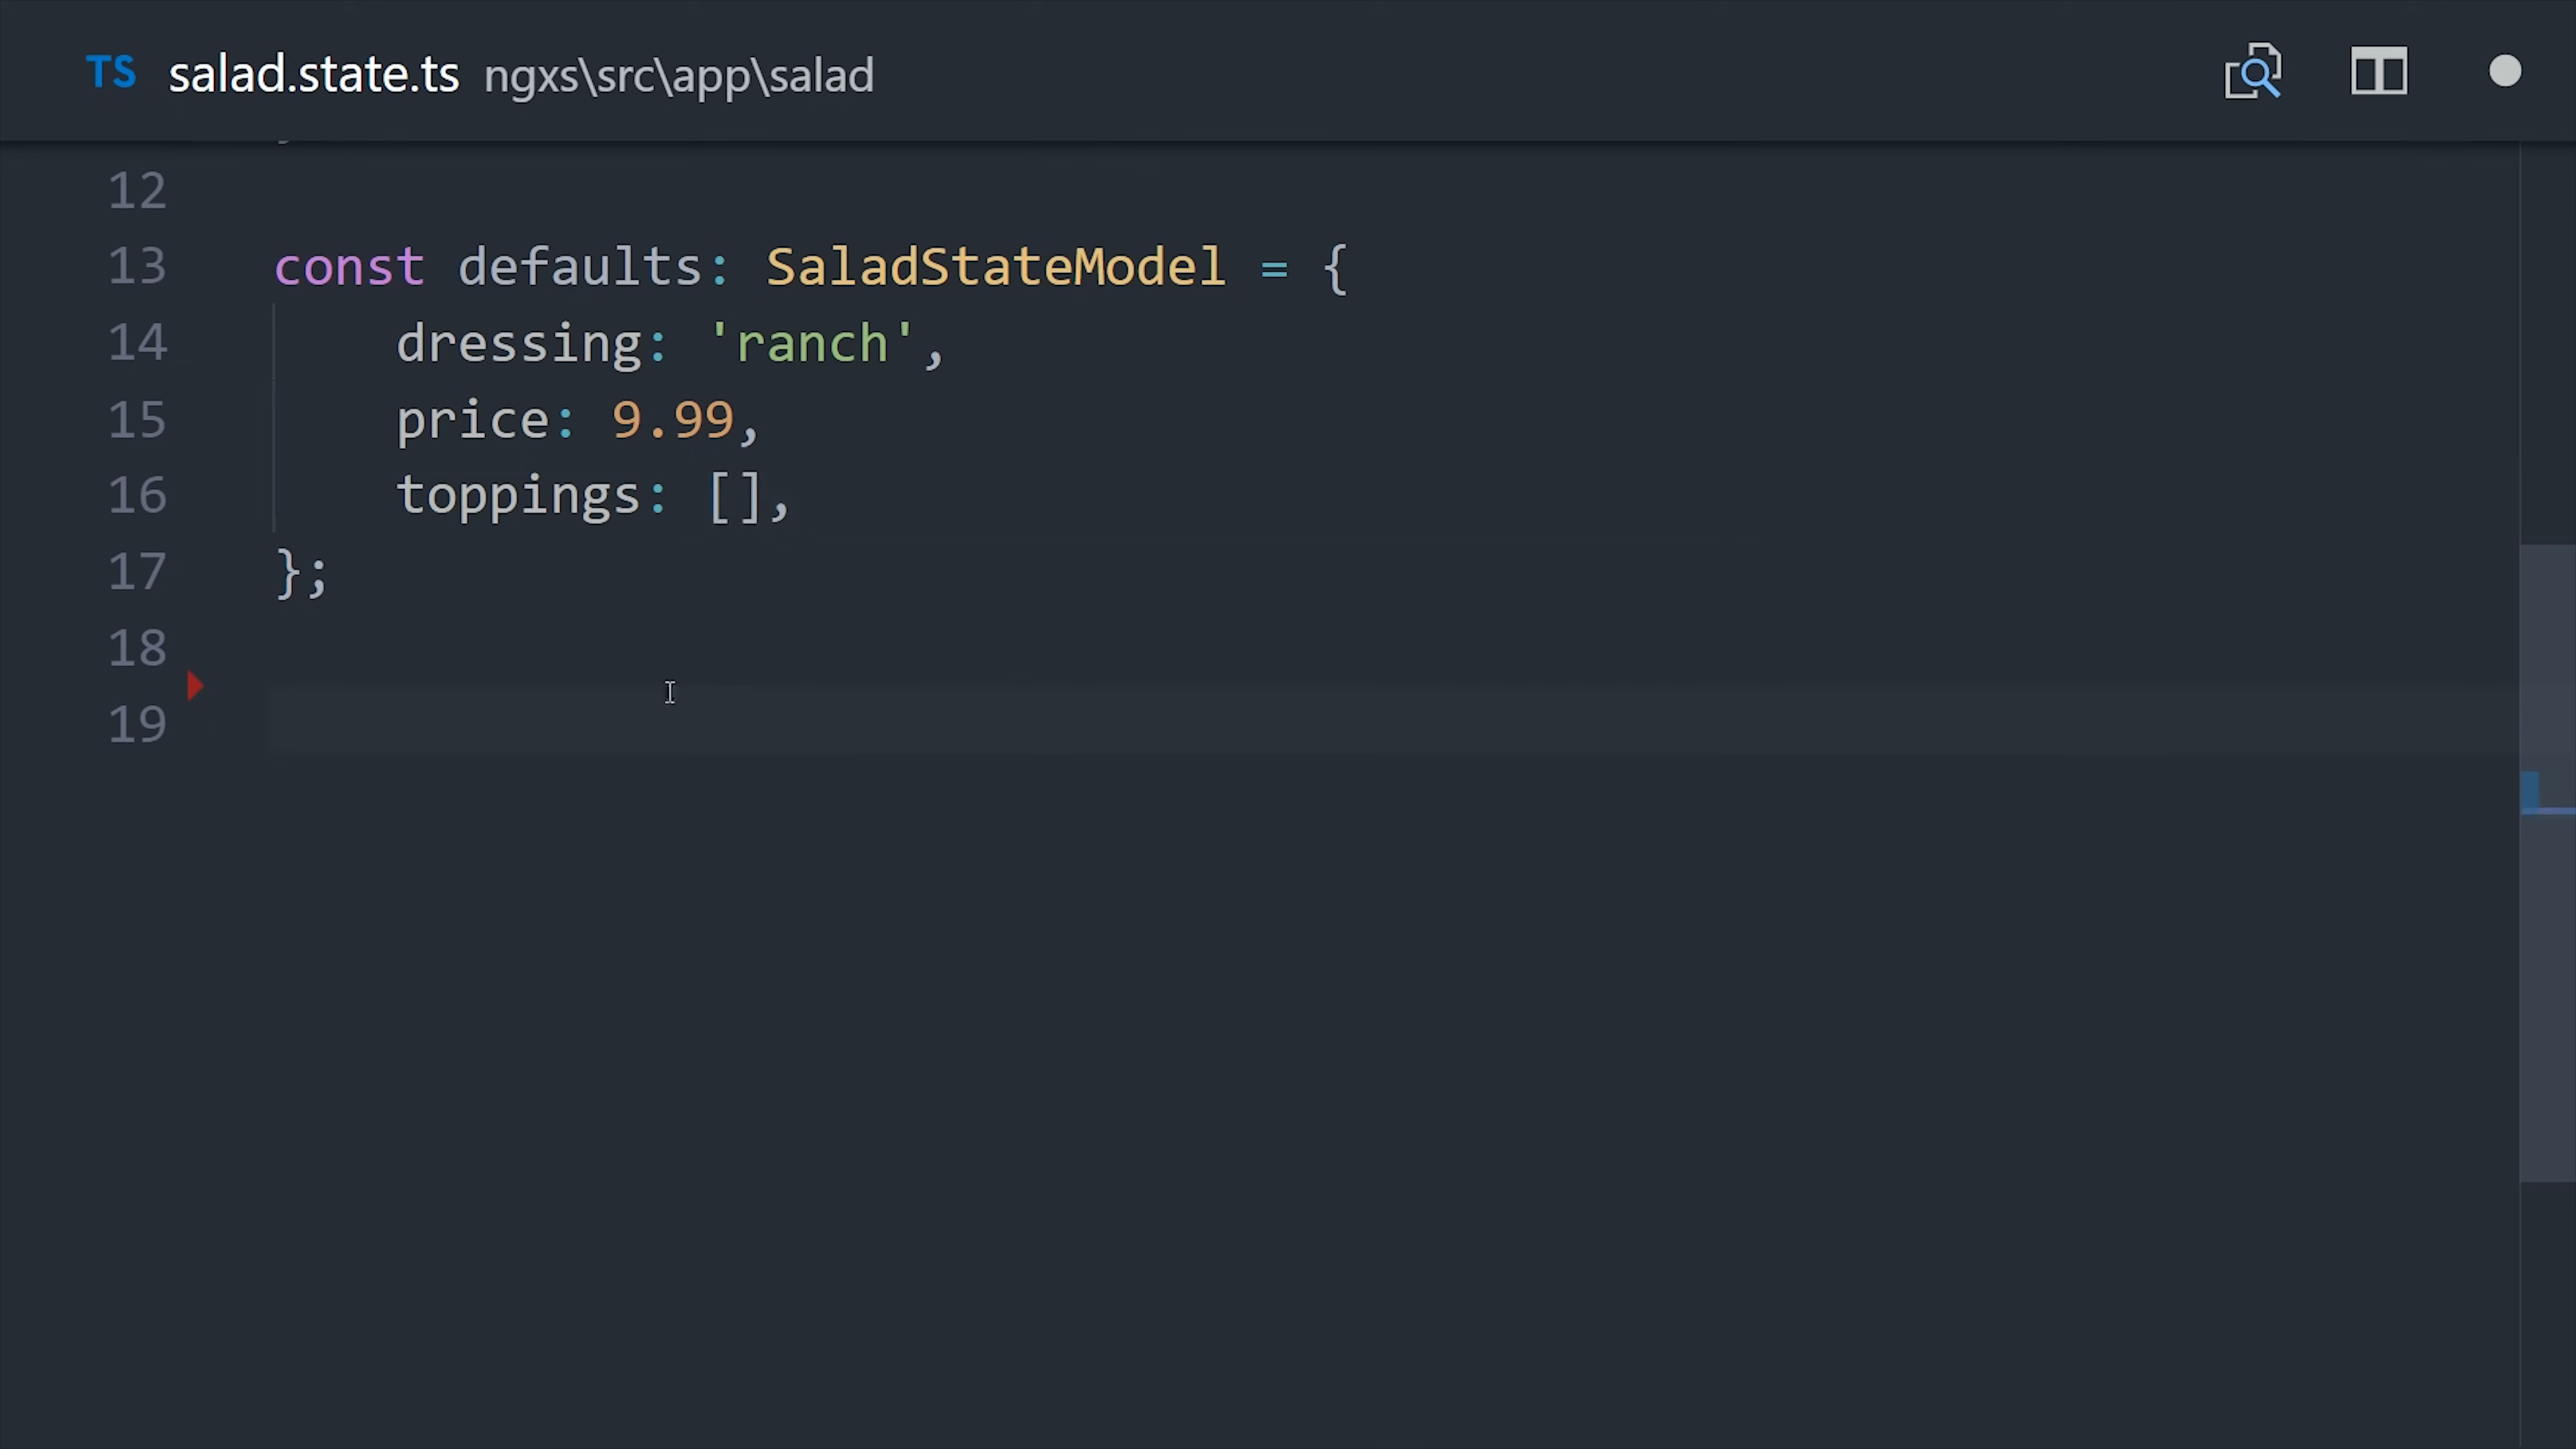 TS salad.state.ts ngxs\src\app\salad
12
13 const defaults: SaladStateModel = {
14 dressing: 'ranch',
15 price: 9.99,
16 toppings: [],
17 };
18
19